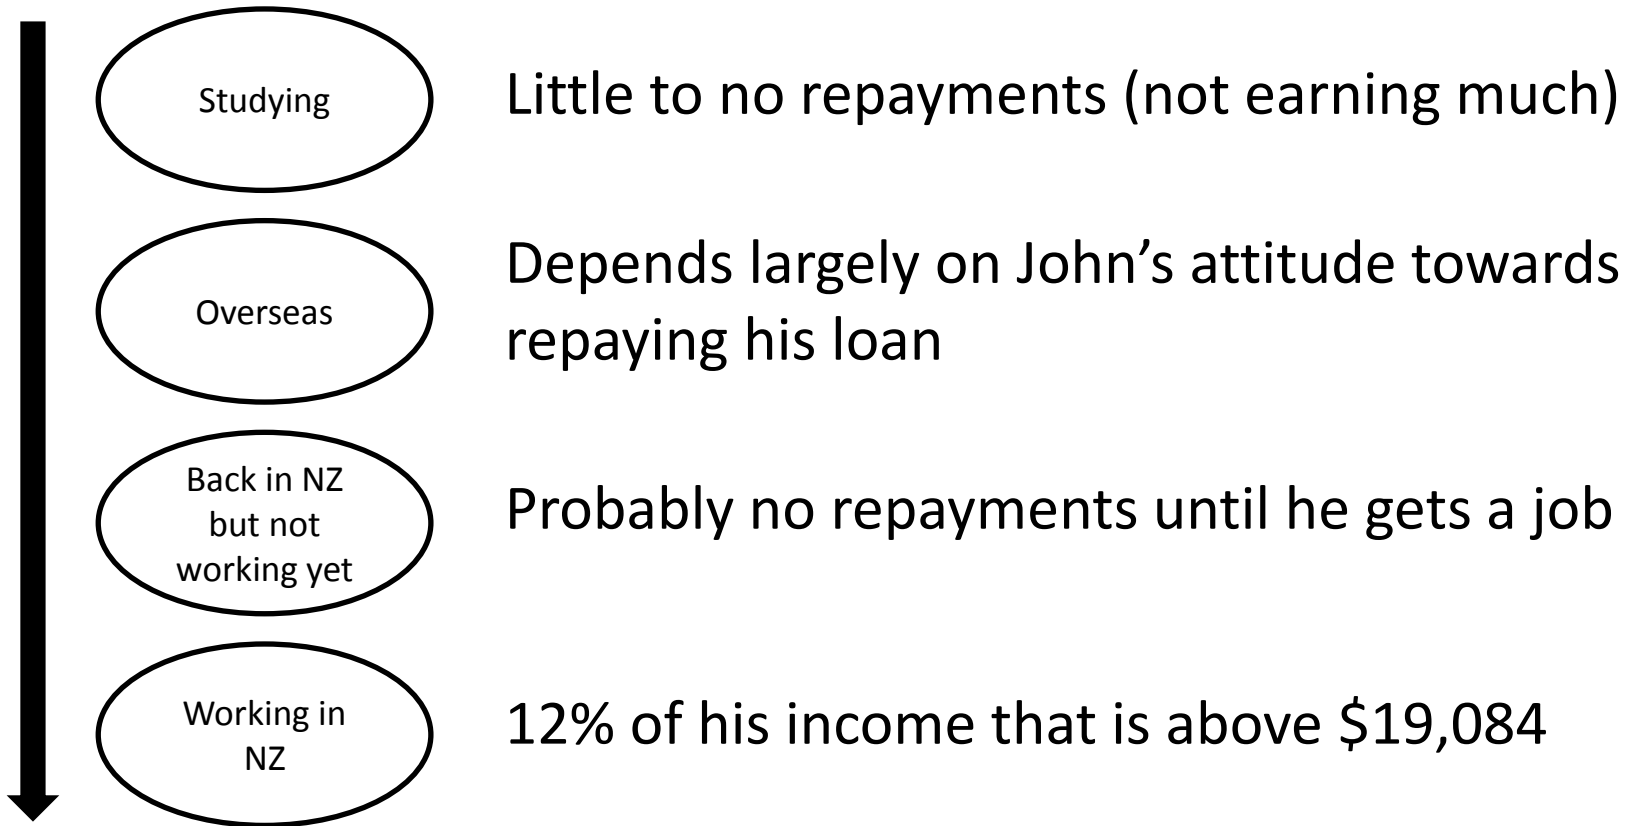 Studying
Little to no repayments (not earning much)
Overseas
Depends largely on John’s attitude towards
repaying his loan
Back in NZ
but not
working yet
Probably no repayments until he gets a job
Working in
NZ
12% of his income that is above $19,084